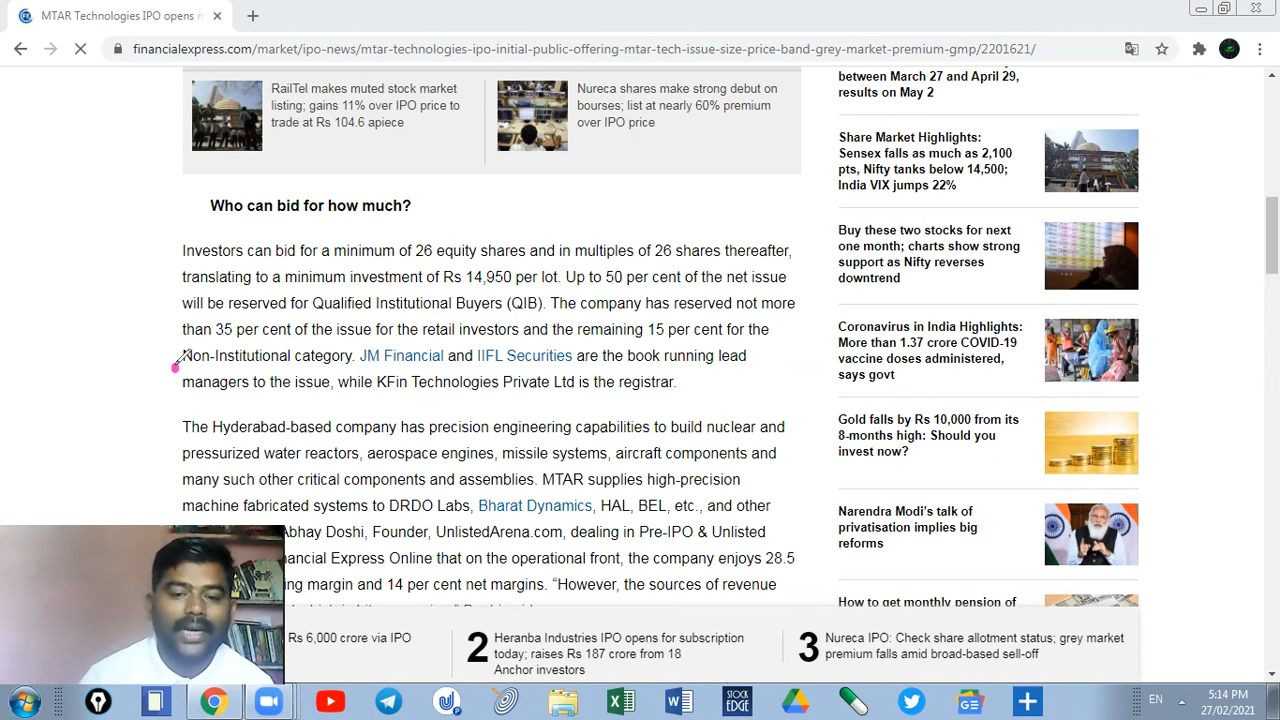 MTAR Technologies IPO opens n
financialexpress.com/market/ipo-news/mtar-technologies-ipo-initial-public-offering-mtar-tech-issue-size-price-band-grey-market-premium-gmp/2201621/
RailTel makes muted stock market
listing; gains 11% over IPO price to
trade at Rs 104.6 apiece
Nureca shares make strong debut on
bourses; list at nearly 60% premium
over IPO price
Who can bid for how much?
Investors can bid for a minimum of 26 equity shares and in multiples of 26 shares thereafter,
translating to a minimum investment of Rs 14,950 per lot. Up to 50 per cent of the net issue
will be reserved for Qualified Institutional Buyers (QIB). The company has reserved not more
than 35 per cent of the issue for the retail investors and the remaining 15 per cent for the
Non-Institutional category. JM Financial and IIFL Securities are the book running lead
managers to the issue, while KFin Technologies Private Ltd is the registrar.
The Hyderabad-based company has precision engineering capabilities to build nuclear and
pressurized water reactors, aerospace engines, missile systems, aircraft components and
many such other critical components and assemblies. MTAR supplies high-precision
machine fabricated systems to DRDO Labs, Bharat Dynamics, HAL, BEL, etc., and other
Abhay Doshi, Founder, UnlistedArena.com, dealing in Pre-IPO & Unlisted
ancial Express Online that on the operational front, the company enjoys 28.5
ng margin and 14 per cent net margins. “However, the sources of revenue
between March 27 and April 29,
results on May 2
Share Market Highlights:
Sensex falls as much as 2,100
pts, Nifty tanks below 14,500;
India VIX jumps 22%
Buy these two stocks for next
one month; charts show strong
support as Nifty reverses
downtrend
Coronavirus in India Highlights:
More than 1.37 crore COVID-19
vaccine doses administered,
says govt
Gold falls by Rs 10,000 from its
8-months high: Should you
invest now?
Narendra Modi’s talk of
privatisation implies big
reforms
How to get monthly pension of
Rs 6,000 crore via IPO
2 Heranba Industries IPO opens for subscription
today; raises Rs 187 crore from 18
Anchor investors
3 Nureca IPO: Check share allotment status; grey market
premium falls amid broad-based sell-off
STOCK
EDGE
EN
5:14 PM
27/02/2021